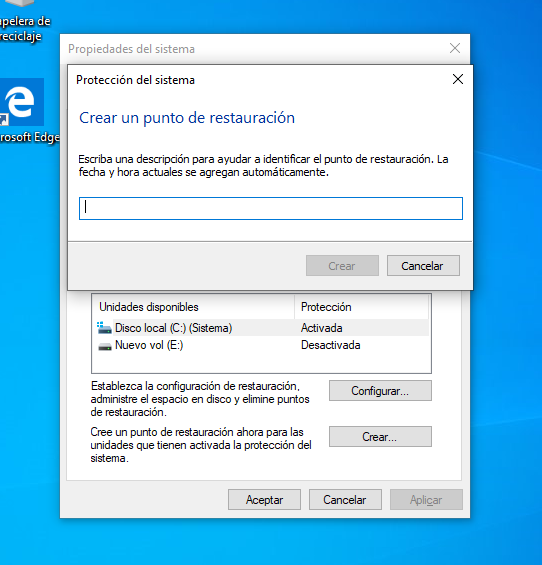 pelera de
reciclaje
Propiedades del sistema
Protección del sistema
Crear un punto de restauración
Escriba una descripción para ayudar a identificar el punto de restauración. La
fecha y hora actuales se agregan automáticamente.
Crear
Cancelar
rosoft Edge
Unidades disponibles
Protección
Disco local (C:) (Sistema)
Activada
Nuevo vol (E:)
Desactivada
Establezca la configuración de restauración,
administre el espacio en disco y elimine puntos
de restauración.
Configurar...
Cree un punto de restauración ahora para las
unidades que tienen activada la protección del
sistema.
Crear...
Aceptar
Cancelar
Aplicar